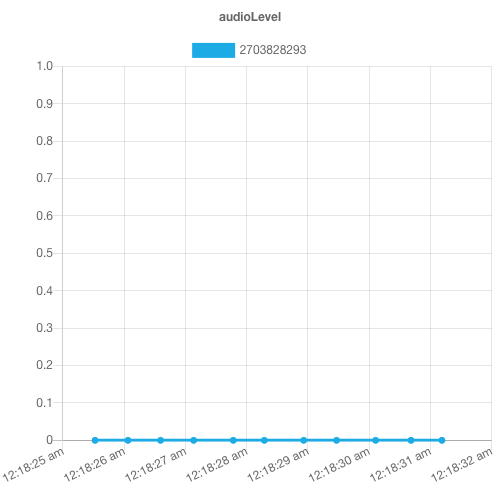 audioLevel
2703828293
1.0
0.9
0.8
0.7
0.6
0.5
0.4
0.3
0.2
0.1
0
12:18:25 am
12:18:26 am
12:18:27 am
12:18:28 am
12:18:29 am
12:18:30 am
12:18:31 am
12:18:32 am